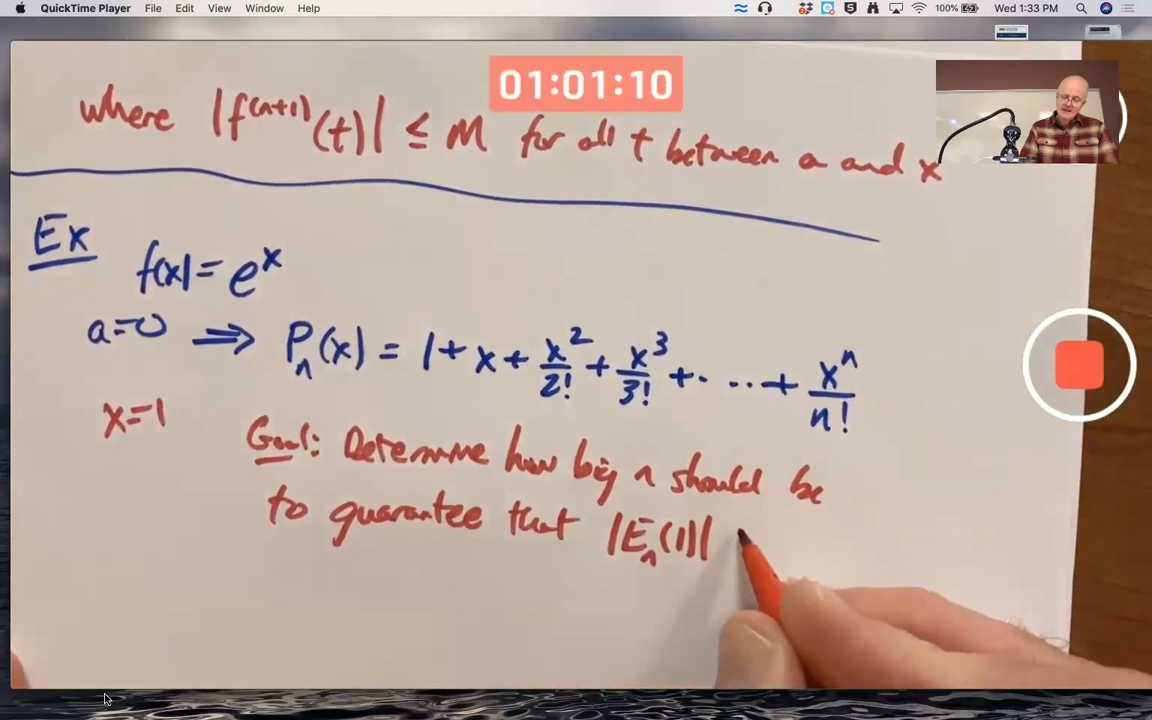 QuickTime Player File Edit View Window Help 100% Wed 1:33 PM
01:01:10
where |f^(n+1)(t)| ≤ M for all t between a and x
Ex
f(x) = e^x
a=0 ⇒ P_n(x) = 1 + x + x^2/2! + x^3/3! + · ·· + x^n/n!
x=1
Goal: Determine how big n should be
to guarantee that |E_n(1)|